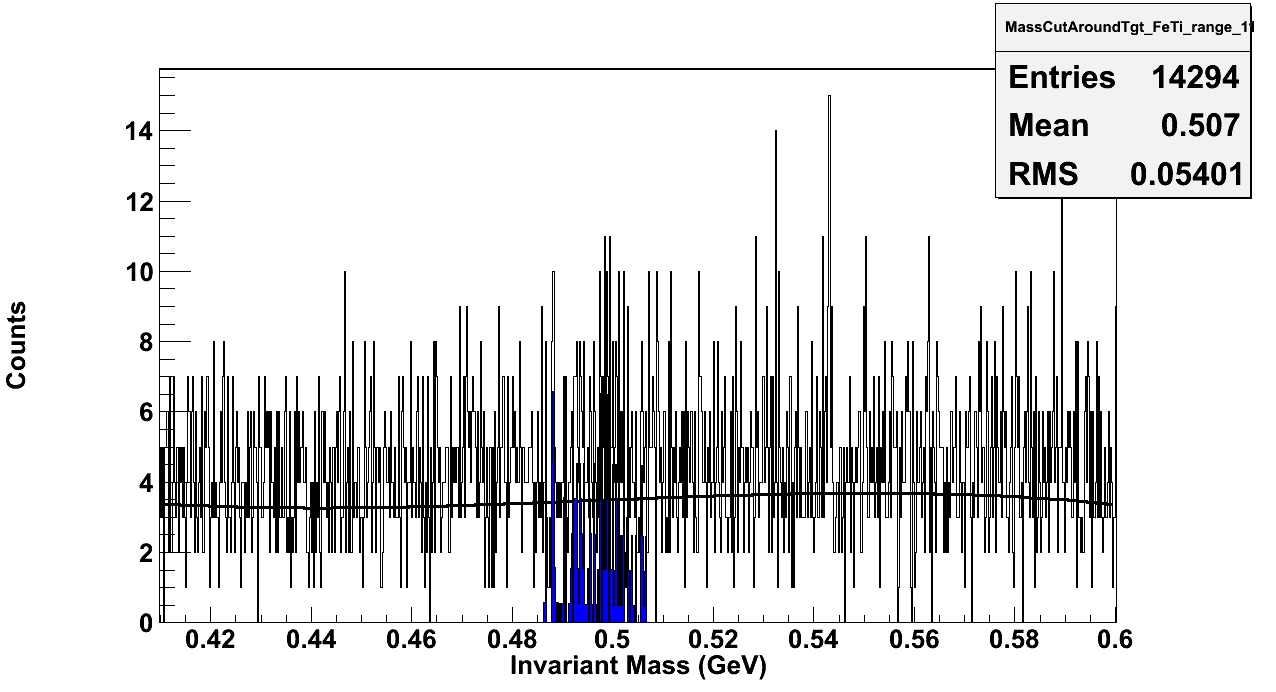 MassCutAroundTgt_FeTi_range_11
Entries 14294
Mean 0.507
RMS 0.05401
Counts
14
12
10
8
6
4
2
0
0.42 0.44 0.46 0.48 0.5 0.52 0.54 0.56 0.58 0.6
Invariant Mass (GeV)